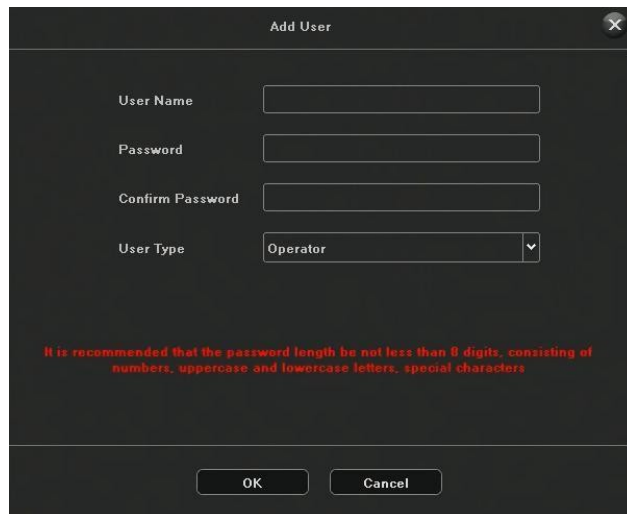 Add User
User Name
Password
Confirm Password
User Type
Operator
It is recommended that the password length be not less than 8 digits, consisting of
numbers, uppercase and lowercase letters, special characters
OK
Cancel